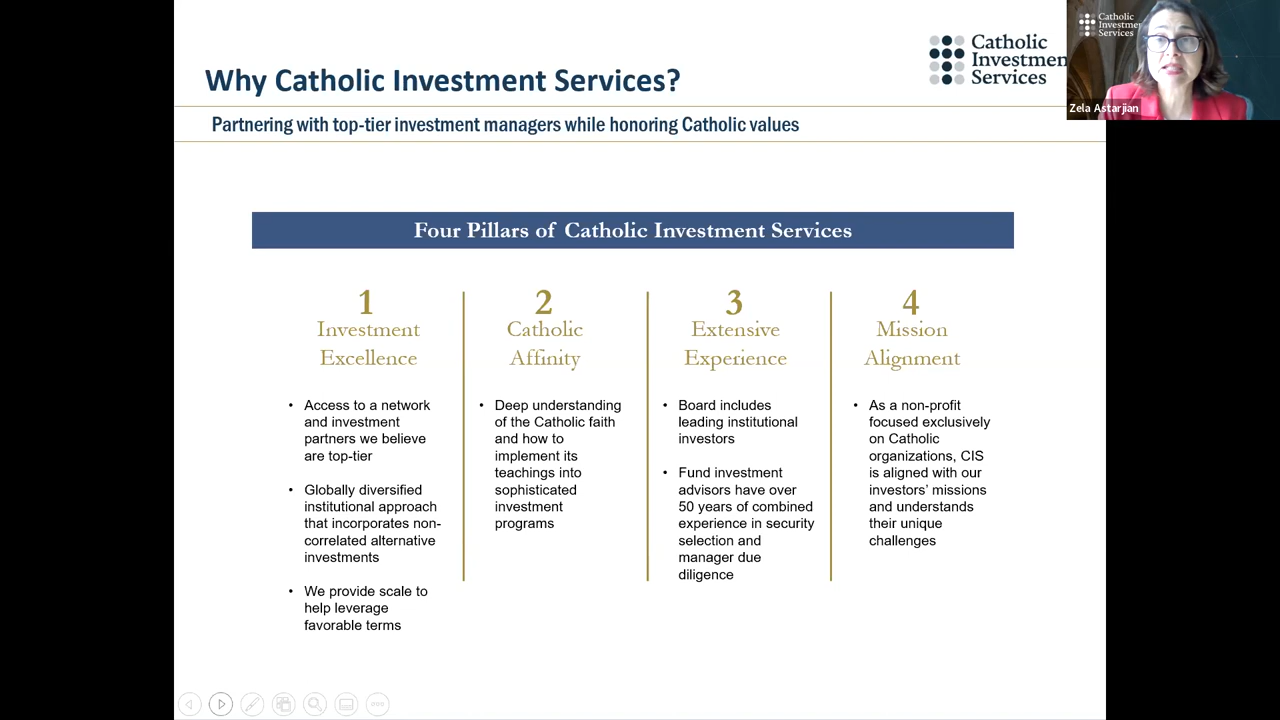 Why Catholic Investment Services?
Catholic
Investmen
Services
Catholic
Investmen
Services
Zela Astarjian
Partnering with top-tier investment managers while honoring Catholic values
Four Pillars of Catholic Investment Services
1
Investment
Excellence
• Access to a network
and investment
partners we believe
are top-tier
• Globally diversified
institutional approach
that incorporates non-
correlated alternative
investments
• We provide scale to
help leverage
favorable terms
2
Catholic
Affinity
• Deep understanding
of the Catholic faith
and how to
implement its
teachings into
sophisticated
investment
programs
3
Extensive
Experience
• Board includes
leading institutional
investors
• Fund investment
advisors have over
50 years of combined
experience in security
selection and
manager due
diligence
4
Mission
Alignment
• As a non-profit
focused exclusively
on Catholic
organizations, CIS
is aligned with our
investors’ missions
and understands
their unique
challenges